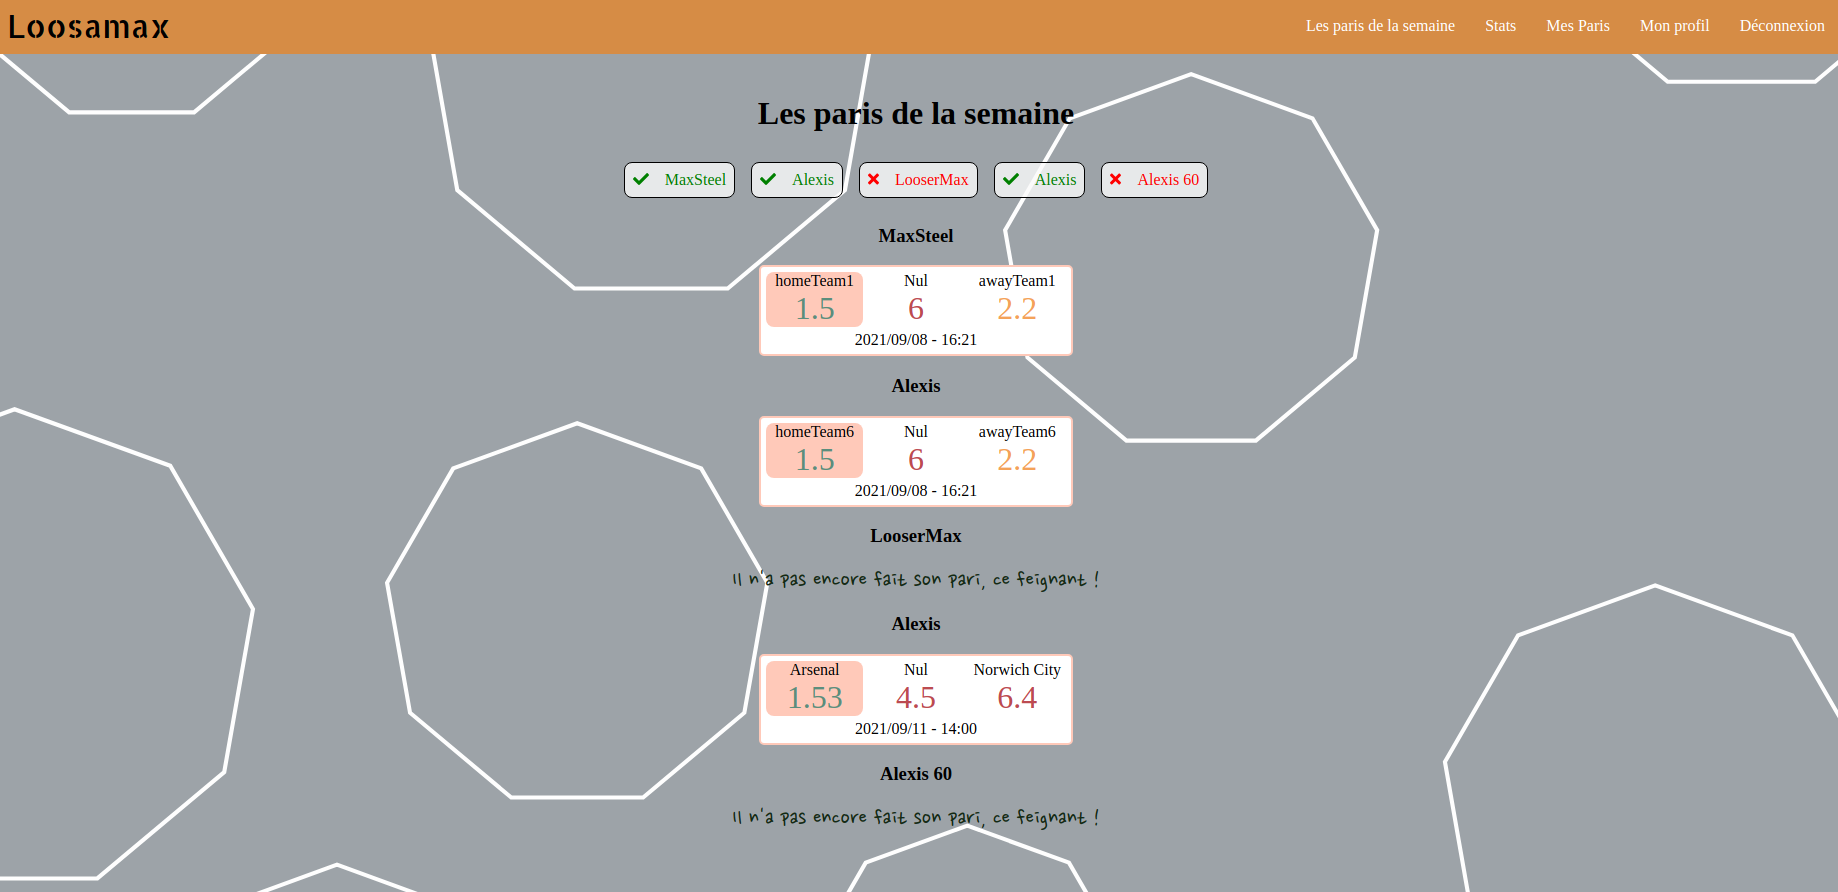 Loosamax
Les paris de la semaine Stats Mes Paris Mon profil Déconnexion
Les paris de la semaine
MaxSteel Alexis LooserMax Alexis Alexis 60
MaxSteel
homeTeam1 Nul awayTeam1
1.5 6 2.2
2021/09/08 - 16:21
Alexis
homeTeam6 Nul awayTeam6
1.5 6 2.2
2021/09/08 - 16:21
LooserMax
Il n'a pas encore fait son pari, ce feignant !
Alexis
Arsenal Nul Norwich City
1.53 4.5 6.4
2021/09/11 - 14:00
Alexis 60
Il n'a pas encore fait son pari, ce feignant !